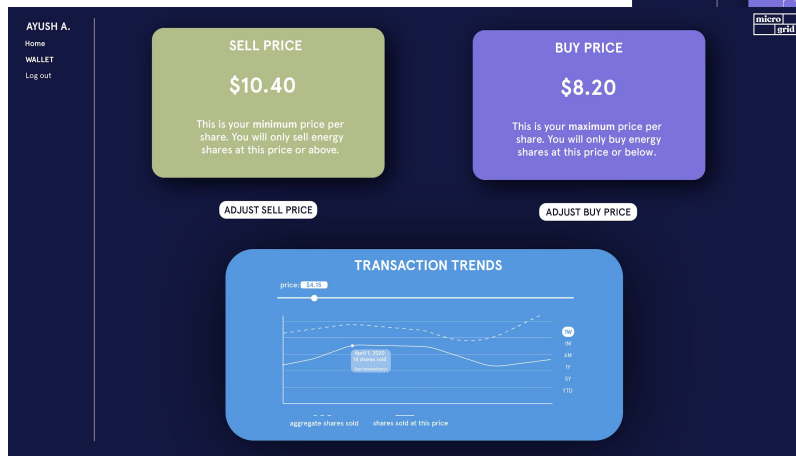 AYUSH A.
Home
WALLET
Log out
SELL PRICE
$10.40
This is your minimum price per
share. You will only sell energy
shares at this price or above.
ADJUST SELL PRICE
BUY PRICE
$8.20
This is your maximum price per
share. You will only buy energy
shares at this price or below.
ADJUST BUY PRICE
micro
grid
TRANSACTION TRENDS
price: $4.15
1W
1M
6M
1Y
5Y
YTD
April 1, 2020
18 shares sold
aggregate shares sold
shares sold at this price